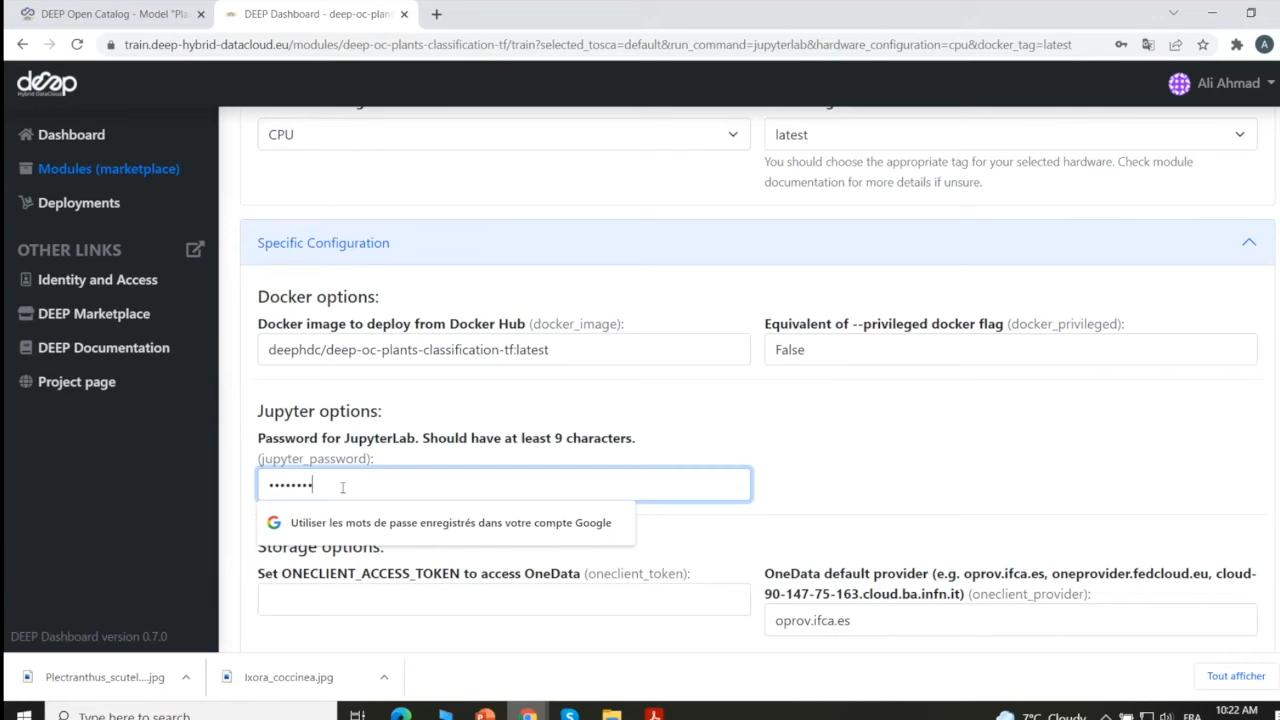 DEEP Open Catalog - Model "Pla
DEEP Dashboard - deep-oc-plants
train.deep-hybrid-datacloud.eu/modules/deep-oc-plants-classification-tf/train?selected_tosca=default&run_command=jupyterlab&hardware_configuration=cpu&docker_tag=latest
A
deep
Hybrid DataCloud
Ali Ahmad
Dashboard
Modules (marketplace)
Deployments
OTHER LINKS
Identity and Access
DEEP Marketplace
DEEP Documentation
Project page
DEEP Dashboard version 0.7.0
CPU
latest
You should choose the appropriate tag for your selected hardware. Check module
documentation for more details if unsure.
Specific Configuration
Docker options:
Docker image to deploy from Docker Hub (docker_image):
deephdc/deep-oc-plants-classification-tf:latest
Equivalent of --privileged docker flag (docker_privileged):
False
Jupyter options:
Password for JupyterLab. Should have at least 9 characters.
(jupyter_password):
••••••••
Utiliser les mots de passe enregistrés dans votre compte Google
Storage options:
Set ONECLIENT_ACCESS_TOKEN to access OneData (oneclient_token):
OneData default provider (e.g. oprov.ifca.es, oneprovider.fedcloud.eu, cloud-
90-147-75-163.cloud.ba.infn.it) (oneclient_provider):
oprov.ifca.es
Plectranthus_scutel....jpg
Ixora_coccinea.jpg
Tout afficher
Type here to search
7°C Cloudy
FRA
10:22 AM